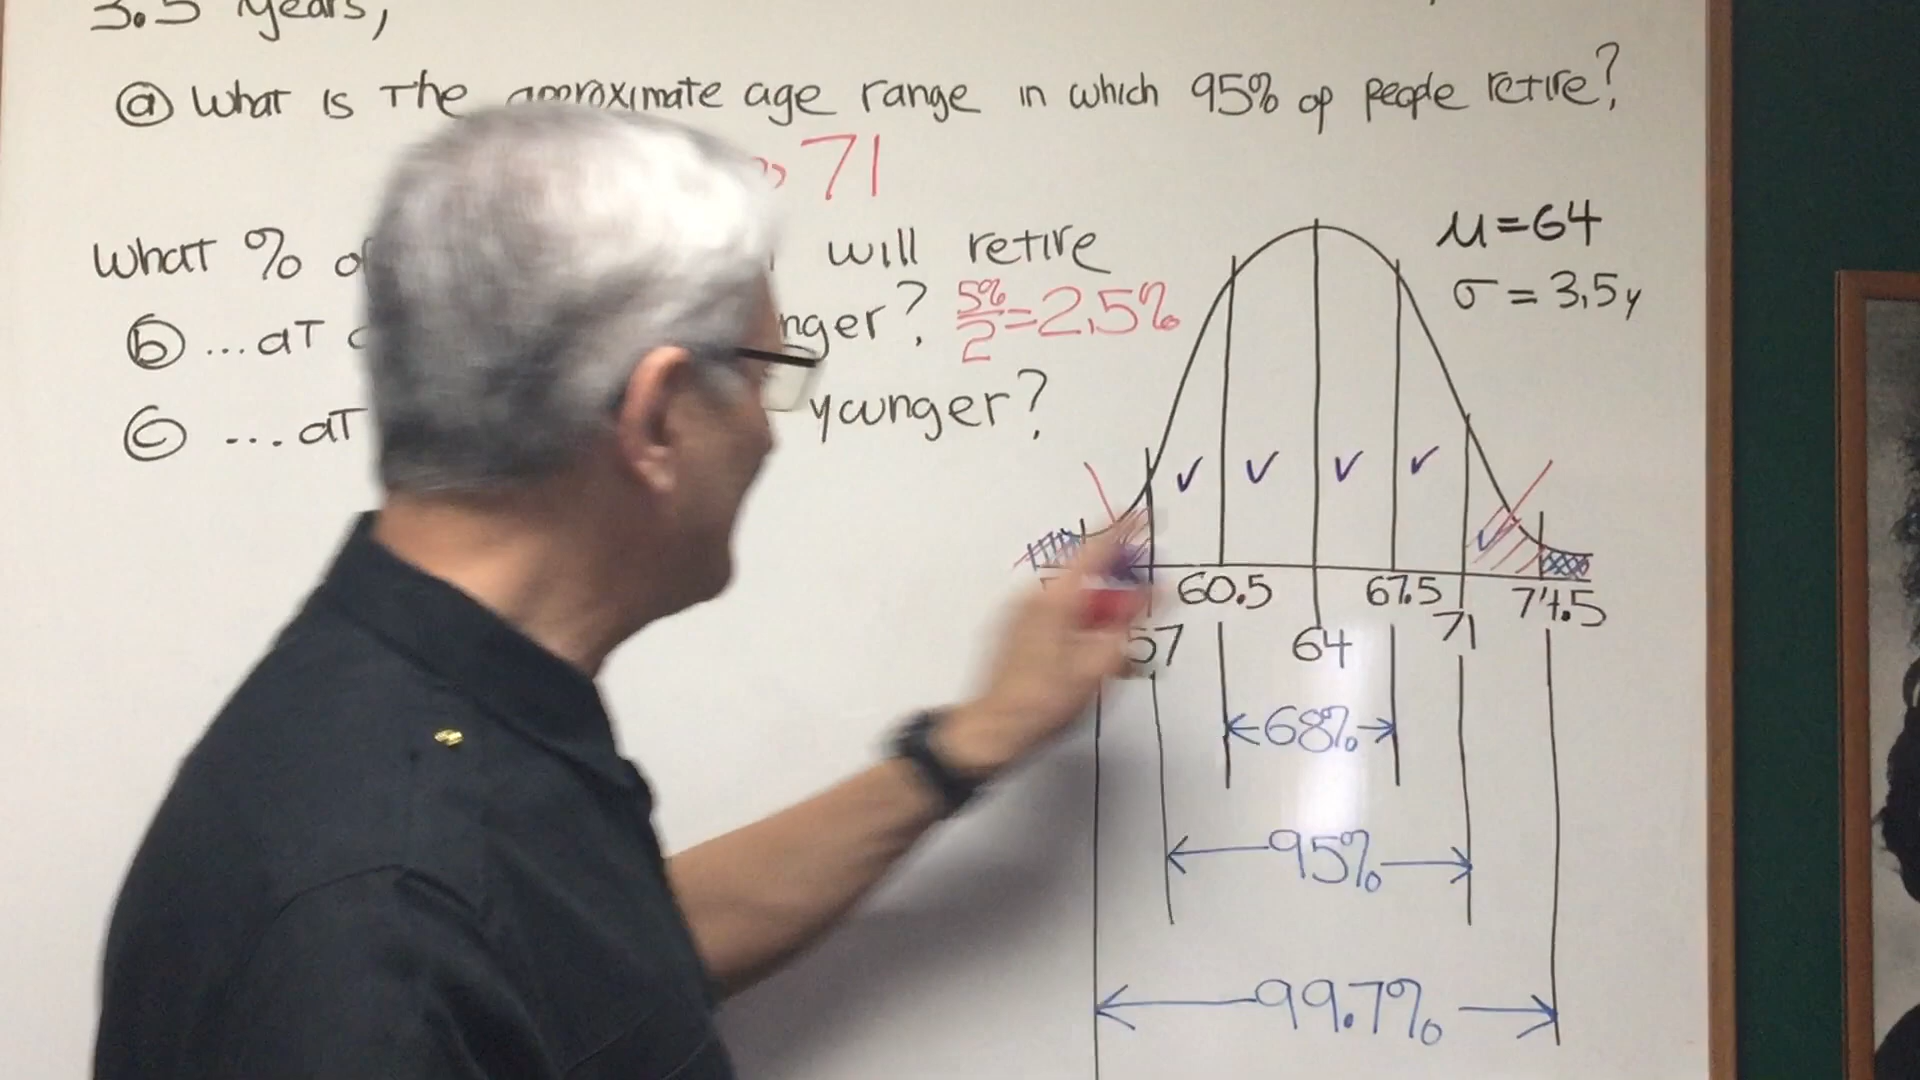 3.5 years,
ⓐ What is The approximate age range in which 95% of people retire?
71
What % will retire
ⓑ ...aT nger? 5%/2=2.5%
ⓒ ...aT younger?
μ=64
σ=3.5y
60.5 67.5 74.5
57 64 71
68%
95%
99.7%